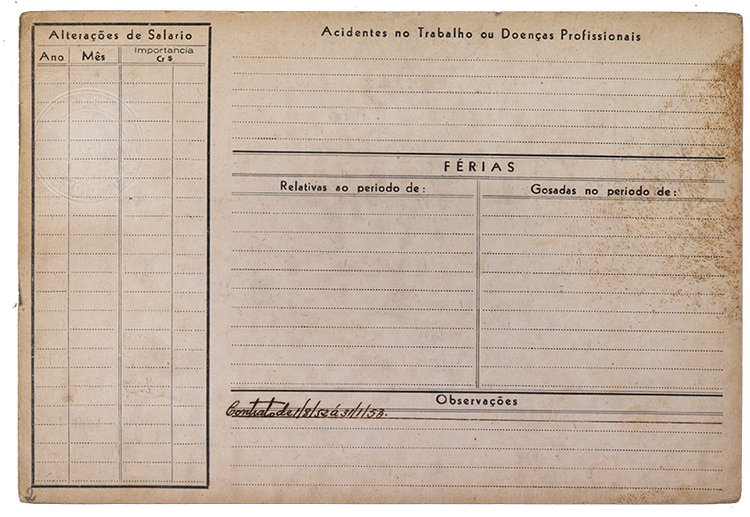 Alterações de Salario
Ano Mês Importancia Cr $
Acidentes no Trabalho ou Doenças Profissionais
FÉRIAS
Relativas ao periodo de: Gosadas no periodo de:
Observações
Contrato de 1/8/52 á 31/1/53.
2